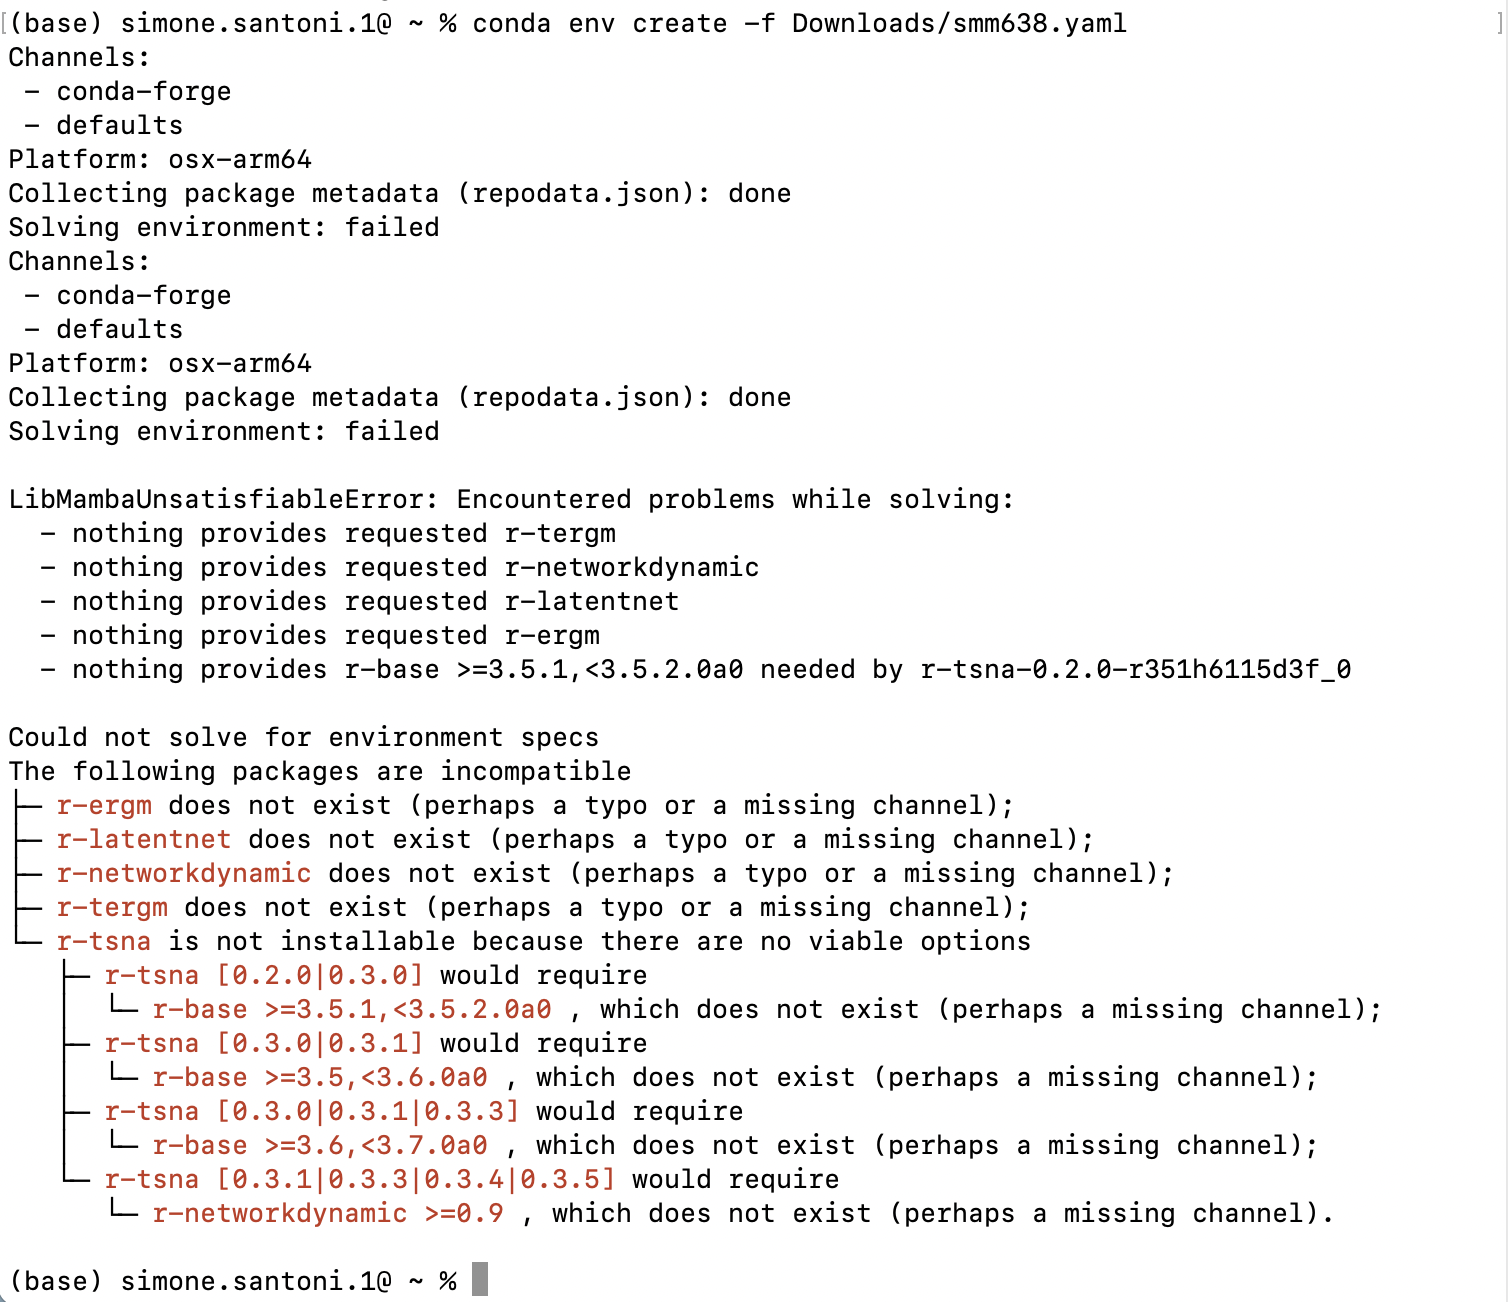 [(base) simone.santoni.1@ ~ % conda env create -f Downloads/smm638.yaml ]
Channels:
 - conda-forge
 - defaults
Platform: osx-arm64
Collecting package metadata (repodata.json): done
Solving environment: failed
Channels:
 - conda-forge
 - defaults
Platform: osx-arm64
Collecting package metadata (repodata.json): done
Solving environment: failed

LibMambaUnsatisfiableError: Encountered problems while solving:
  - nothing provides requested r-tergm
  - nothing provides requested r-networkdynamic
  - nothing provides requested r-latentnet
  - nothing provides requested r-ergm
  - nothing provides r-base >=3.5.1,<3.5.2.0a0 needed by r-tsna-0.2.0-r351h6115d3f_0

Could not solve for environment specs
The following packages are incompatible
├─ r-ergm does not exist (perhaps a typo or a missing channel);
├─ r-latentnet does not exist (perhaps a typo or a missing channel);
├─ r-networkdynamic does not exist (perhaps a typo or a missing channel);
├─ r-tergm does not exist (perhaps a typo or a missing channel);
└─ r-tsna is not installable because there are no viable options
   ├─ r-tsna [0.2.0|0.3.0] would require
   │  └─ r-base >=3.5.1,<3.5.2.0a0 , which does not exist (perhaps a missing channel);
   ├─ r-tsna [0.3.0|0.3.1] would require
   │  └─ r-base >=3.5,<3.6.0a0 , which does not exist (perhaps a missing channel);
   ├─ r-tsna [0.3.0|0.3.1|0.3.3] would require
   │  └─ r-base >=3.6,<3.7.0a0 , which does not exist (perhaps a missing channel);
   └─ r-tsna [0.3.1|0.3.3|0.3.4|0.3.5] would require
      └─ r-networkdynamic >=0.9 , which does not exist (perhaps a missing channel).

(base) simone.santoni.1@ ~ %